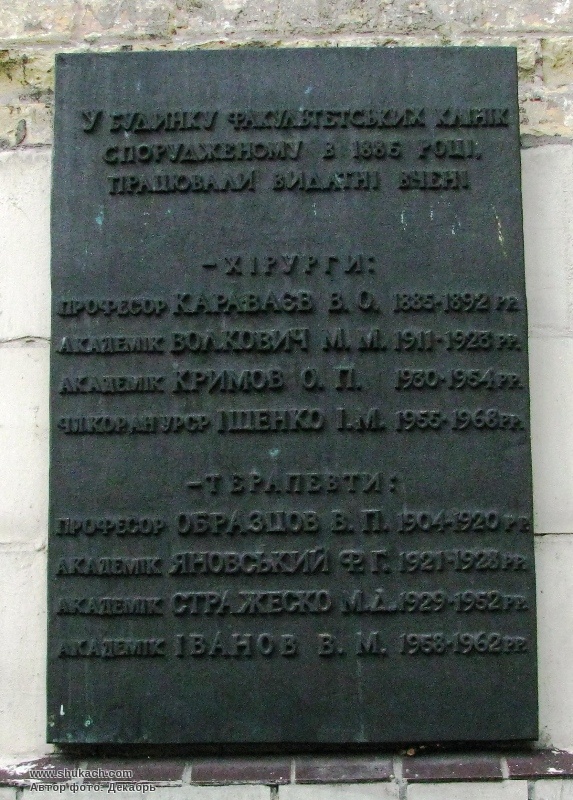 У БУДИНКУ ФАКУЛЬТЕТСЬКИХ КЛІНІК
СПОРУДЖЕНОМУ В 1885 РОЦІ,
ПРАЦЮВАЛИ ВИДАТНІ ВЧЕНІ
-ХІРУРГИ:
ПРОФЕСОР КАРАВАЄВ В. О. 1885-1892 РР.
АКАДЕМІК ВОЛКОВИЧ М. М. 1911-1923 РР.
АКАДЕМІК КРИМОВ О. П. 1930-1954 РР.
ЧЛ.КОР.АН УРСР ІЩЕНКО І.М. 1955-1968 РР.
-ТЕРАПЕВТИ:
ПРОФЕСОР ОБРАЗЦОВ В. П. 1904-1920 РР.
АКАДЕМІК ЯНОВСЬКИЙ Ф. Г. 1921-1928 РР.
АКАДЕМІК СТРАЖЕСКО М.Д. 1929-1952 РР.
АКАДЕМІК ІВАНОВ В. М. 1958-1962 РР.
www.shukach.com
Автор фото: Декабрь